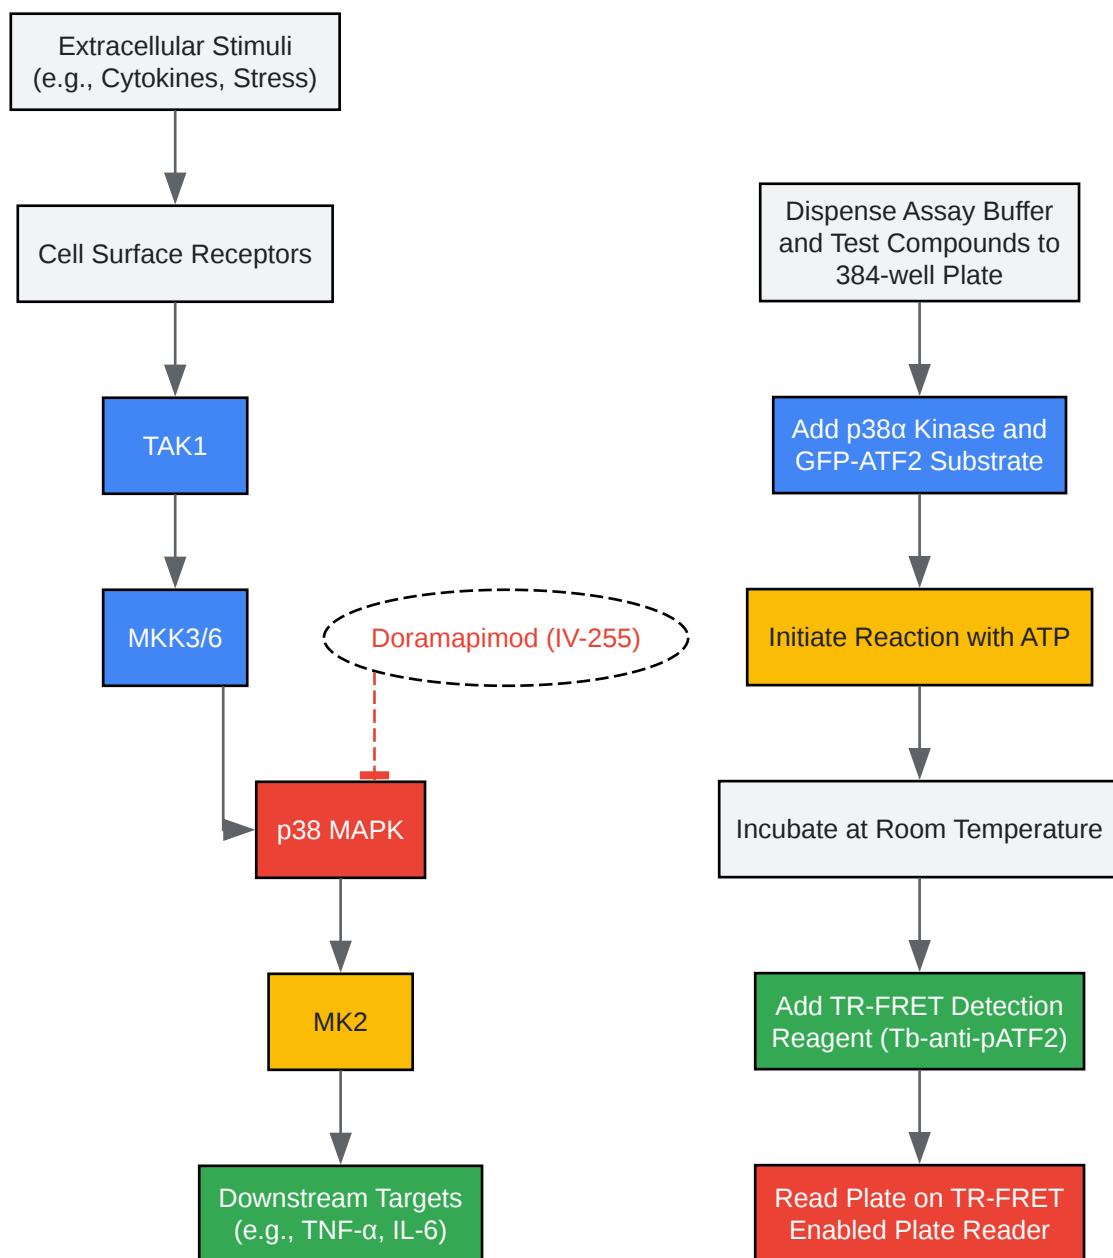 Extracellular Stimuli
(e.g., Cytokines, Stress)
Cell Surface Receptors
TAK1
MKK3/6
Doramapimod (IV-255)
p38 MAPK
MK2
Downstream Targets
(e.g., TNF-α, IL-6)
Dispense Assay Buffer
and Test Compounds to
384-well Plate
Add p38α Kinase and
GFP-ATF2 Substrate
Initiate Reaction with ATP
Incubate at Room Temperature
Add TR-FRET Detection
Reagent (Tb-anti-pATF2)
Read Plate on TR-FRET
Enabled Plate Reader